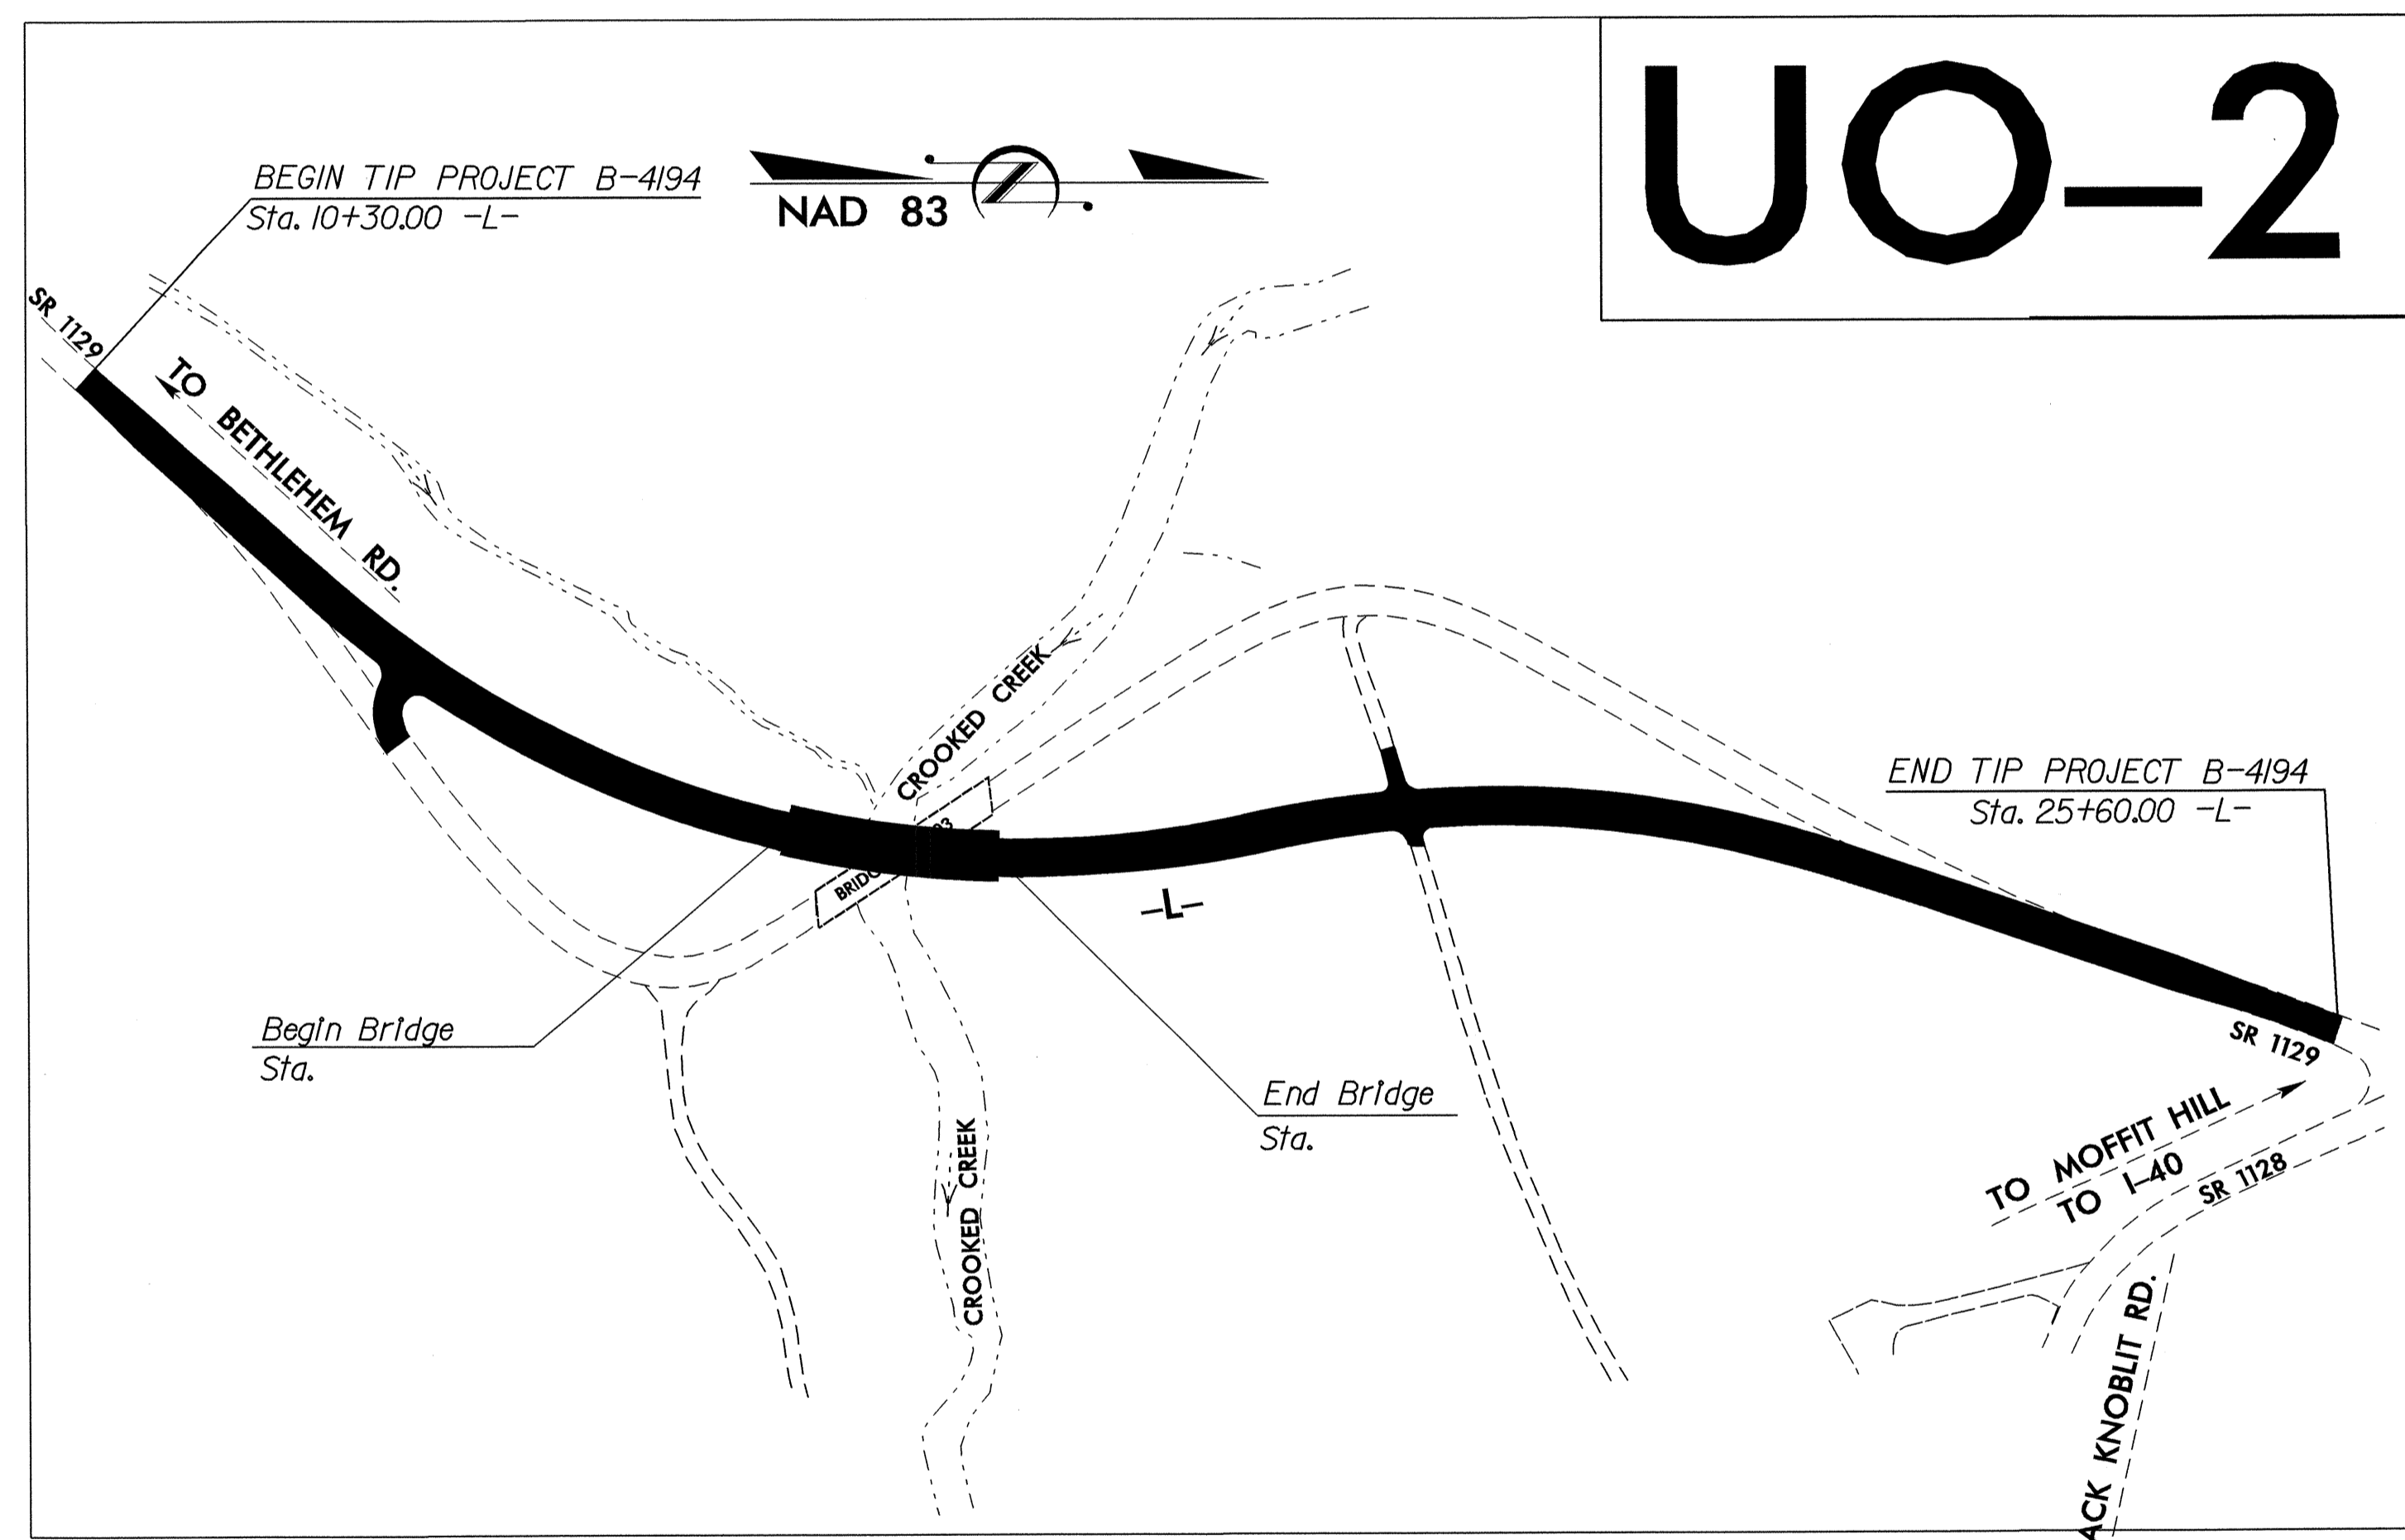 UO-2
BEGIN TIP PROJECT B-4194
Sta. 10+30.00 -L-
NAD 83
SR 1129
TO BETHLEHEM RD.
CROOKED CREEK
END TIP PROJECT B-4194
Sta. 25+60.00 -L-
-L-
Begin Bridge
Sta.
End Bridge
Sta.
SR 1129
TO MOFFIT HILL
TO I-40
SR 1128
CROOKED CREEK
CROOKED CREEK
KNOBLIT RD.